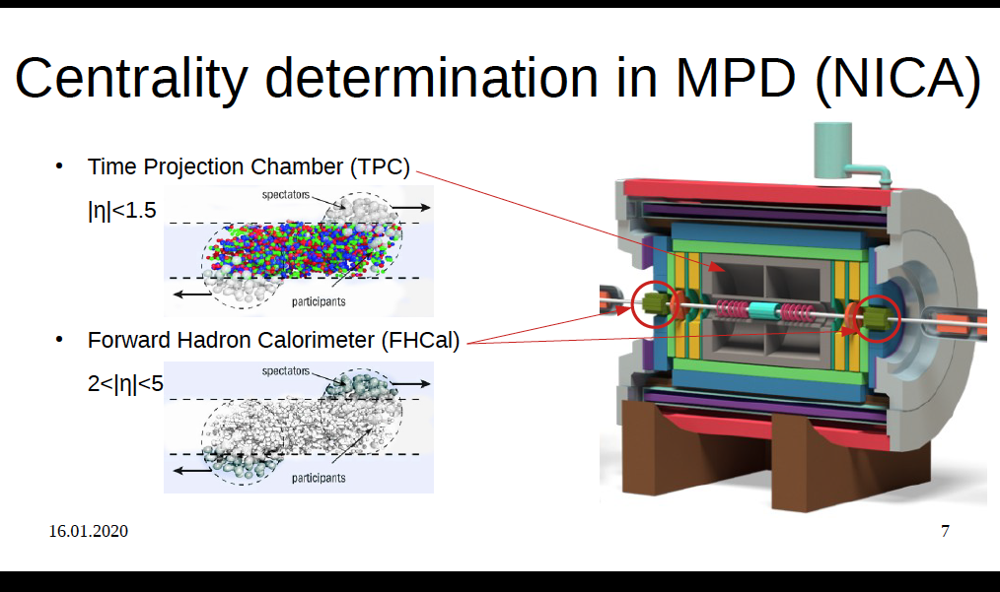 Centrality determination in MPD (NICA)
• Time Projection Chamber (TPC)
|η|<1.5
spectators
participants
• Forward Hadron Calorimeter (FHCal)
2<|η|<5
spectators
participants
16.01.2020
7